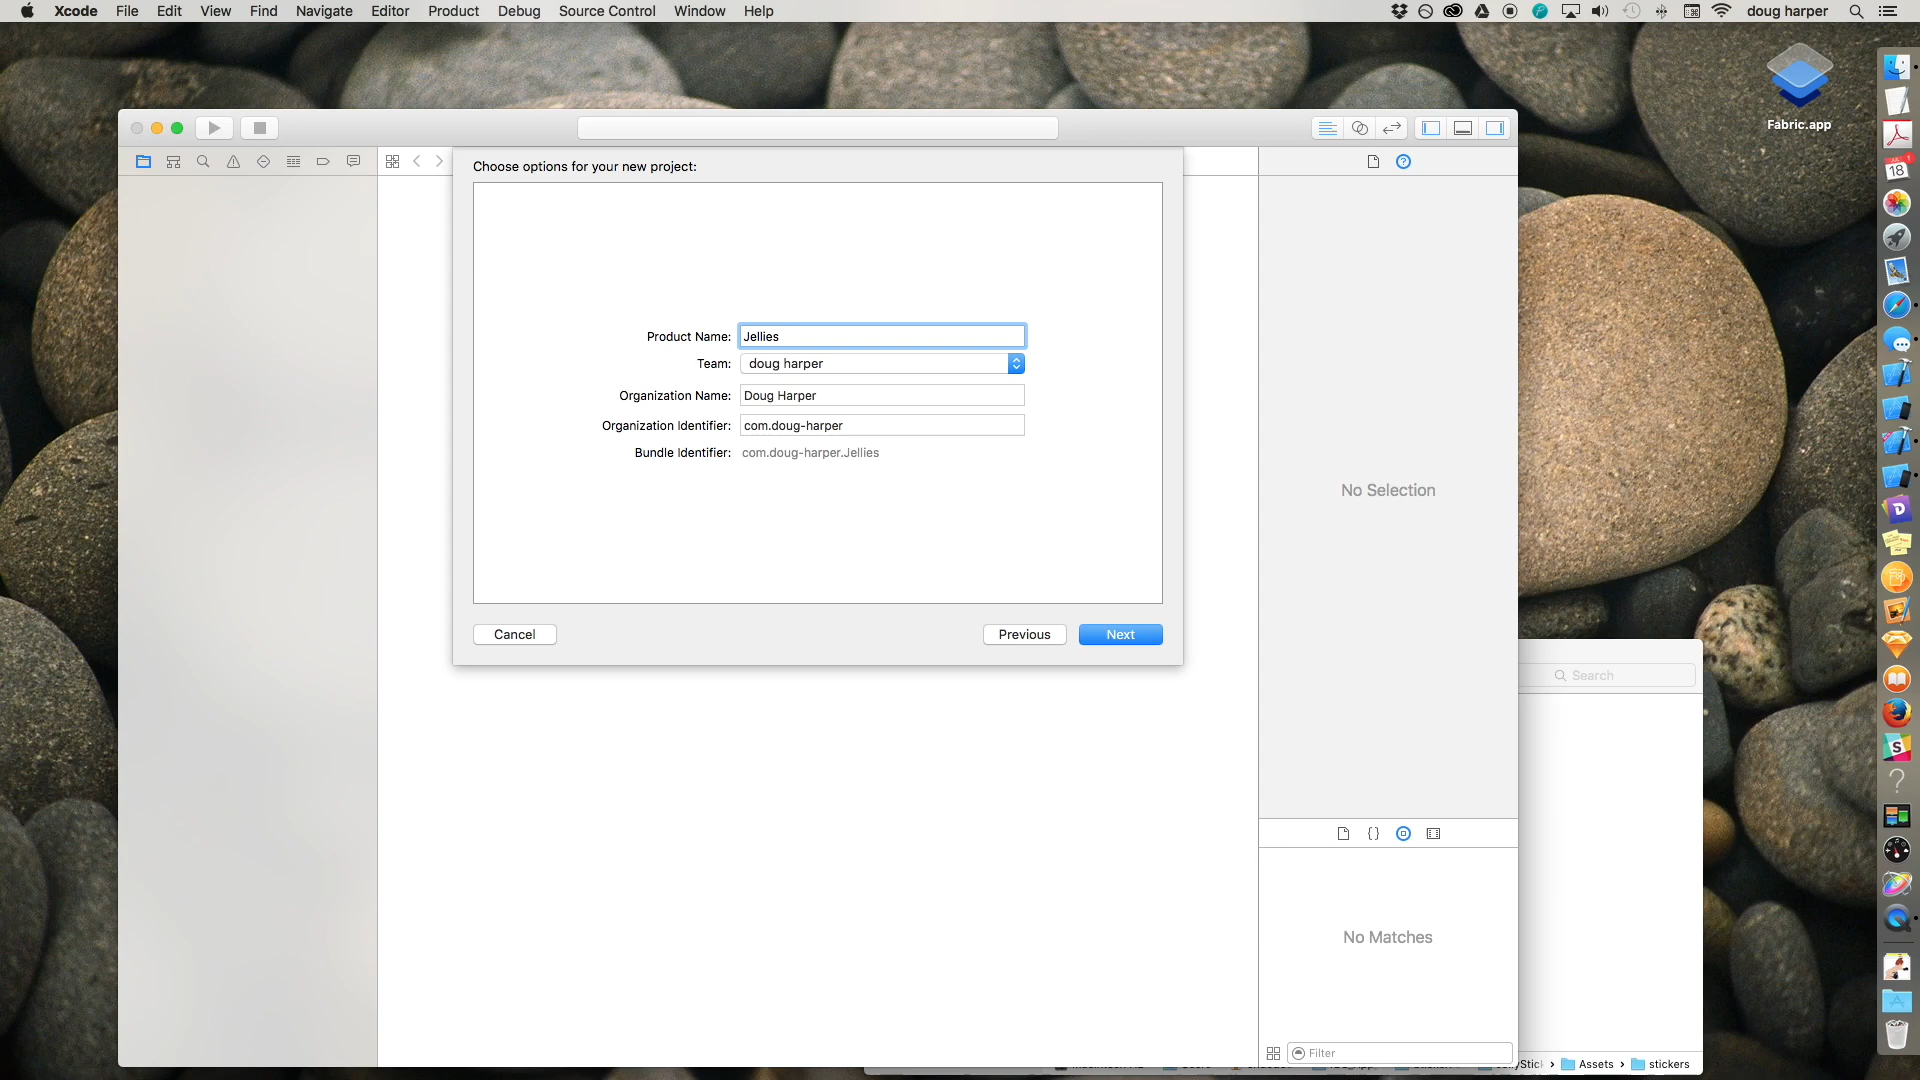 Xcode File Edit View Find Navigate Editor Product Debug Source Control Window Help doug harper
Fabric.app
JUL
18
Choose options for your new project:
Product Name: Jellies
Team: doug harper
Organization Name: Doug Harper
Organization Identifier: com.doug-harper
Bundle Identifier: com.doug-harper.Jellies
Cancel Previous Next
No Selection
Search
No Matches
Filter
Assets › stickers